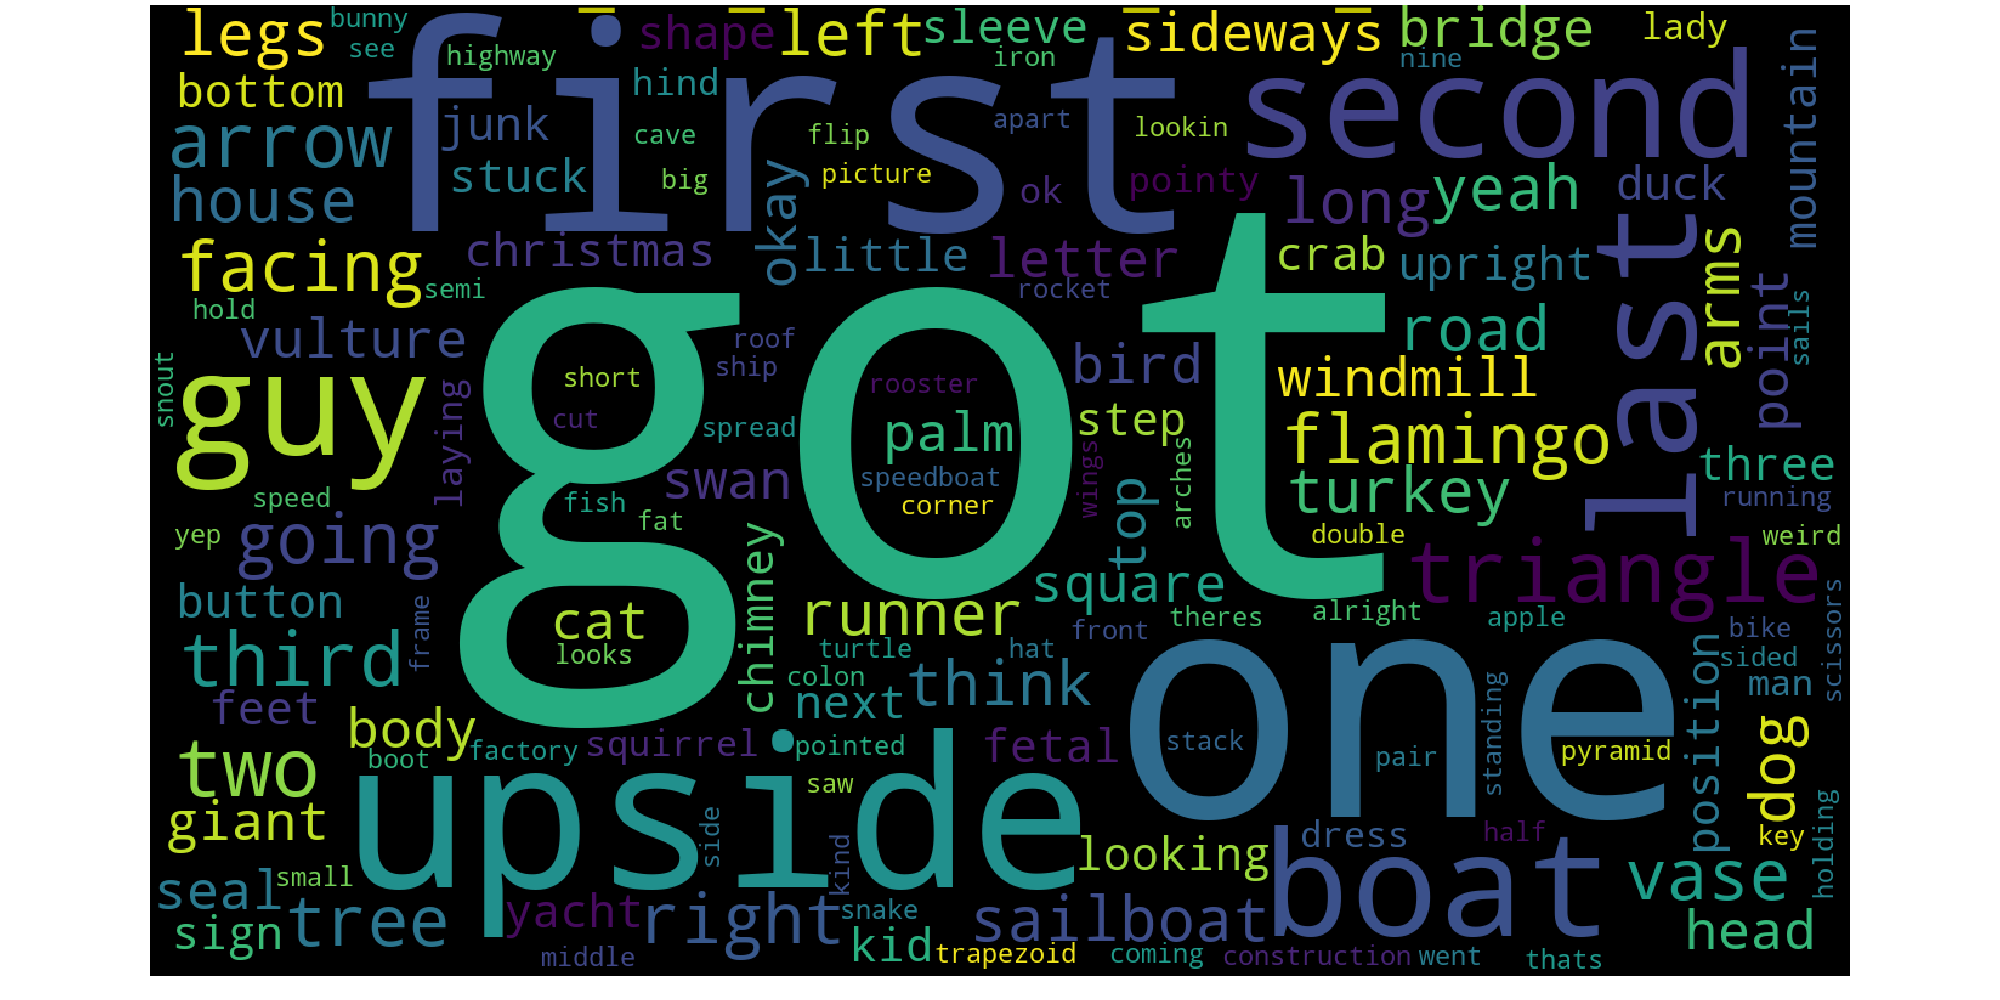 legs
bunny
see
highway
first
shape
left
sleeve
iron
sideways
bridge
nine
lady
mountain
bottom
junk
hind
cave
flip
apart
lookin
second
arrow
stuck
big
okay
picture
ok
pointy
long
yeah
duck
house
facing
christmas
little
letter
crab
upright
last
arms
semi
hold
rocket
road
point
sails
vulture
roof
ship
got
bird
windmill
snout
guy
laying
short
cut
spread
rooster
palm
step
flamingo
three
swan
speedboat
corner
wings
arches
turkey
running
speed
fish
fat
top
double
weird
yep
going
chimney
square
triangle
button
frame
cat
looks
runner
front
theres
alright
apple
bike
scissors
third
turtle
hat
sided
colon
think
one
position
man
feet
next
standing
body
factory
squirrel
pointed
fetal
stack
pair
pyramid
dog
two
boot
upside
saw
key
giant
side
kind
looking
dress
half
holding
seal
small
boat
vase
sign
tree
yacht
right
snake
sailboat
head
middle
kid
trapezoid
coming
construction
went
thats